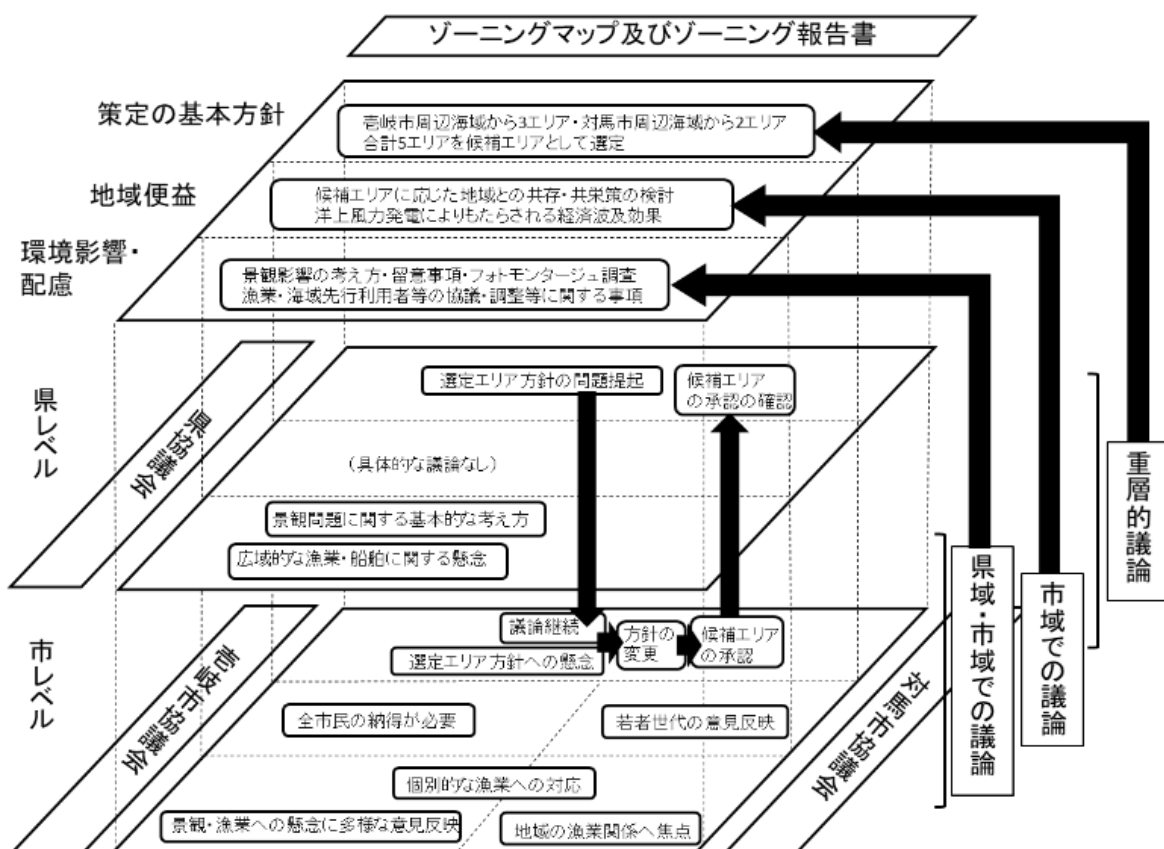 ゾーニングマップ及びゾーニング報告書
策定の基本方針
壱岐市周辺海域から3エリア・対馬市周辺海域から2エリア
合計5エリアを候補エリアとして選定
地域便益
候補エリアに応じた地域との共存・共栄策の検討
洋上風力発電によりもたらされる経済波及効果
環境影響・
配慮
景観影響の考え方・留意事項・フォトモンタージュ調査
漁業・海域先行利用者等の協議・調整等に関する事項
県レベル
県協議会
選定エリア方針の問題提起
候補エリア
の承認の確認
(具体的な議論なし)
景観問題に関する基本的な考え方
広域的な漁業・船舶に関する懸念
市レベル
壱岐市協議会
議論継続
選定エリア方針への懸念
方針の
変更
候補エリア
の承認
全市民の納得が必要
若者世代の意見反映
個別的な漁業への対応
景観・漁業への懸念に多様な意見反映
地域の漁業関係へ焦点
対馬市協議会
県域・市域での議論
市域での議論
重層的議論